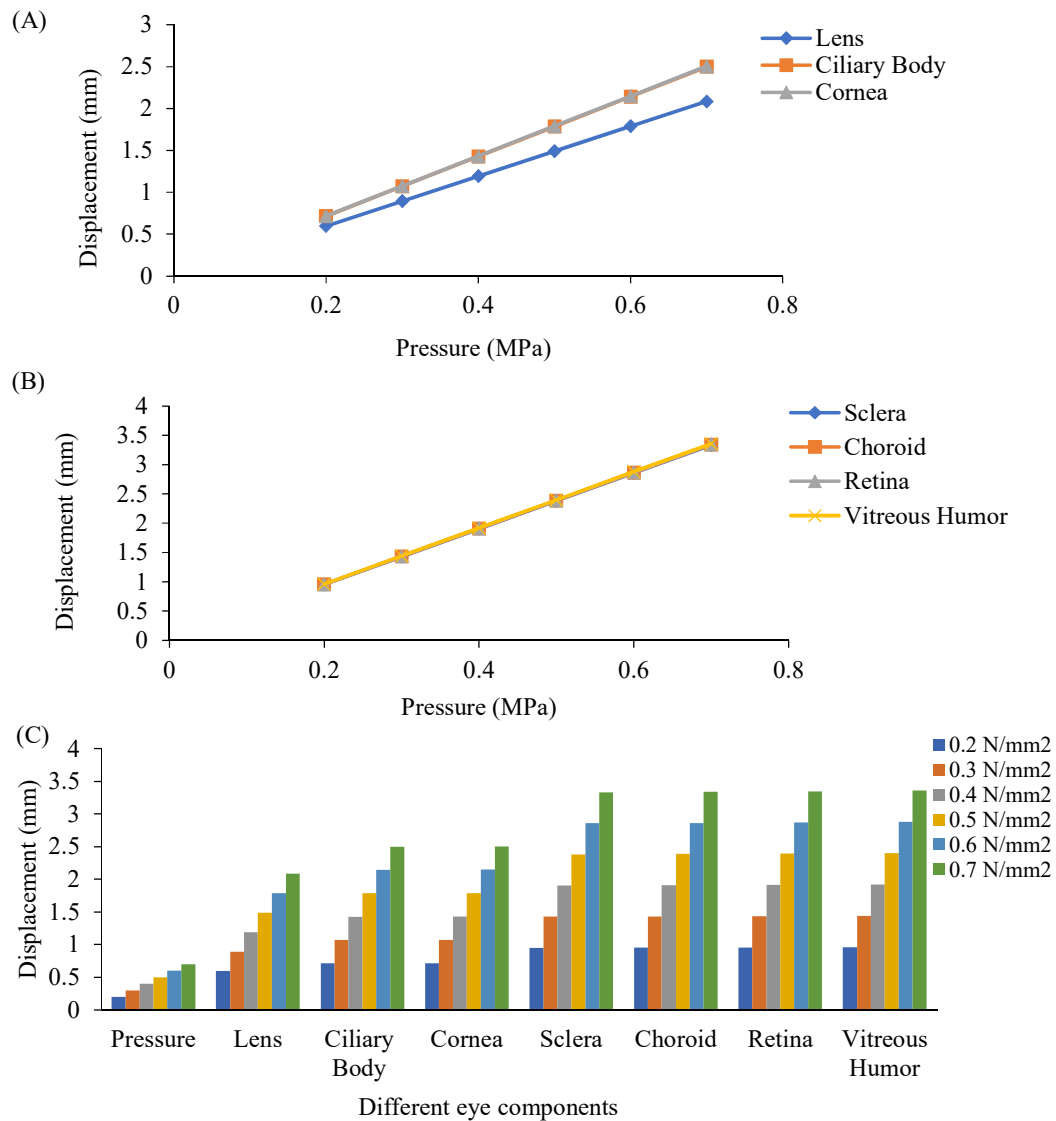 (A)
3
2.5
2
1.5
1
0.5
0
Displacement (mm)
0
0.2
0.4
0.6
0.8
Pressure (MPa)
Lens
Ciliary Body
Cornea
(B)
4
3.5
3
2.5
2
1.5
1
0.5
0
Displacement (mm)
0
0.2
0.4
0.6
0.8
Pressure (MPa)
Sclera
Choroid
Retina
Vitreous Humor
(C)
4
3.5
3
2.5
2
1.5
1
0.5
0
Displacement (mm)
Pressure
Lens
Ciliary
Body
Cornea
Sclera
Choroid
Retina
Vitreous
Humor
Different eye components
0.2 N/mm2
0.3 N/mm2
0.4 N/mm2
0.5 N/mm2
0.6 N/mm2
0.7 N/mm2